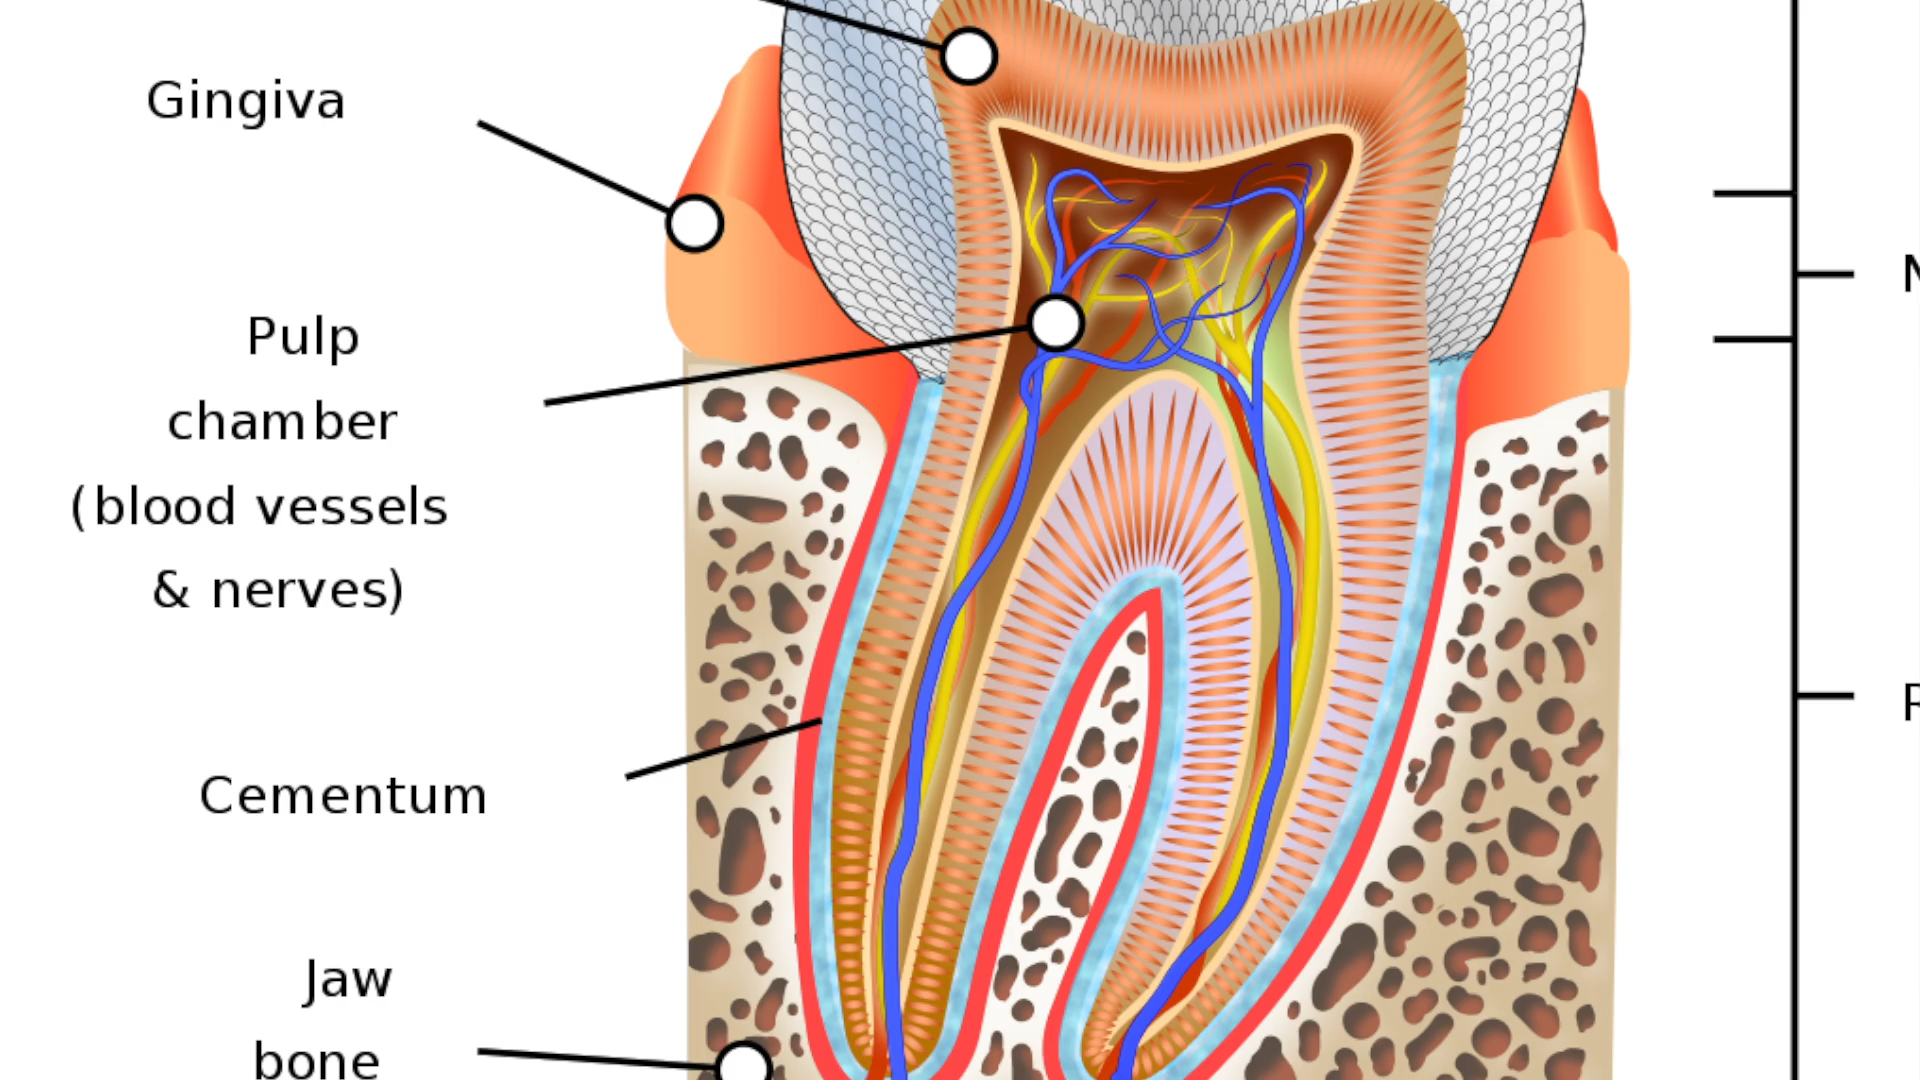 Gingiva
Pulp
chamber
(blood vessels
& nerves)
Cementum
Jaw
bone